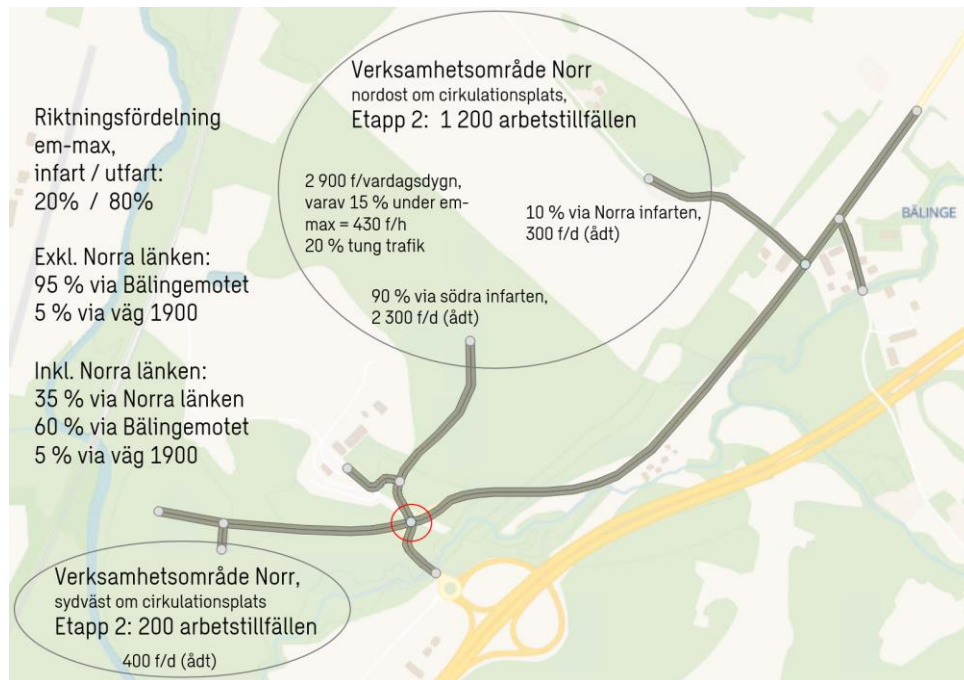 Riktningsfördelning
em-max,
infart / utfart:
20% / 80%
Exkl. Norra länken:
95 % via Bälingemotet
5 % via väg 1900
Inkl. Norra länken:
35 % via Norra länken
60 % via Bälingemotet
5 % via väg 1900
Verksamhetsområde Norr
nordost om cirkulationsplats,
Etapp 2: 1 200 arbetstillfällen
2 900 f/vardagsdygn,
varav 15 % under em-
max = 430 f/h
20 % tung trafik
10 % via Norra infarten,
300 f/d (ådt)
90 % via södra infarten,
2 300 f/d (ådt)
BÄLINGE
Verksamhetsområde Norr,
sydväst om cirkulationsplats
Etapp 2: 200 arbetstillfällen
400 f/d (ådt)